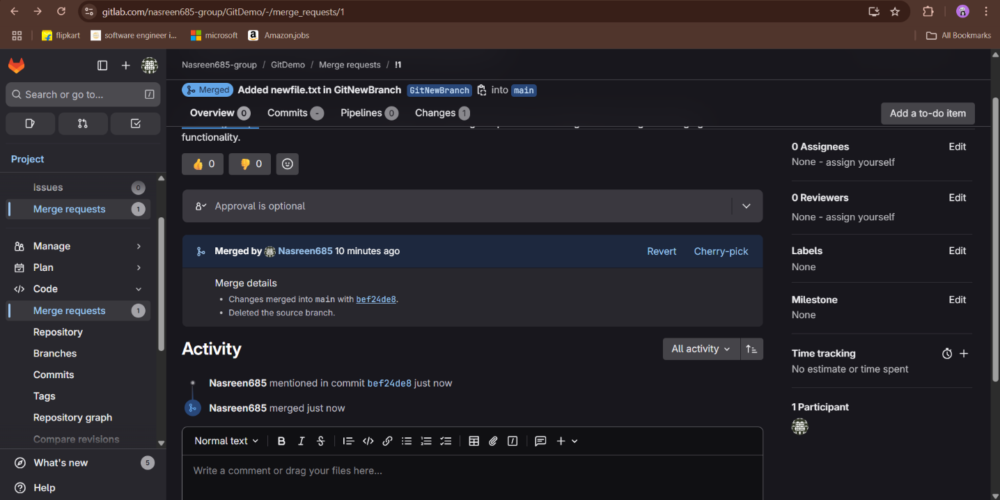 gitlab.com/nasreen685-group/GitDemo/-/merge_requests/1
flipkart software engineer i... microsoft Amazon.jobs All Bookmarks
Search or go to... /
Project
Issues 0
Merge requests 1
Manage
Plan
Code
Merge requests 1
Repository
Branches
Commits
Tags
Repository graph
Compare revisions
What's new 5
Help
Nasreen685-group / GitDemo / Merge requests / !1
Merged Added newfile.txt in GitNewBranch GitNewBranch into main
Overview 0 Commits - Pipelines 0 Changes 1
Add a to-do item
functionality.
👍 0 👎 0
Approval is optional
Merged by Nasreen685 10 minutes ago Revert Cherry-pick
Merge details
• Changes merged into main with bef24de8.
• Deleted the source branch.
Activity All activity
Nasreen685 mentioned in commit bef24de8 just now
Nasreen685 merged just now
Normal text B I S
Write a comment or drag your files here...
0 Assignees Edit
None - assign yourself
0 Reviewers Edit
None - assign yourself
Labels Edit
None
Milestone Edit
None
Time tracking
No estimate or time spent
1 Participant